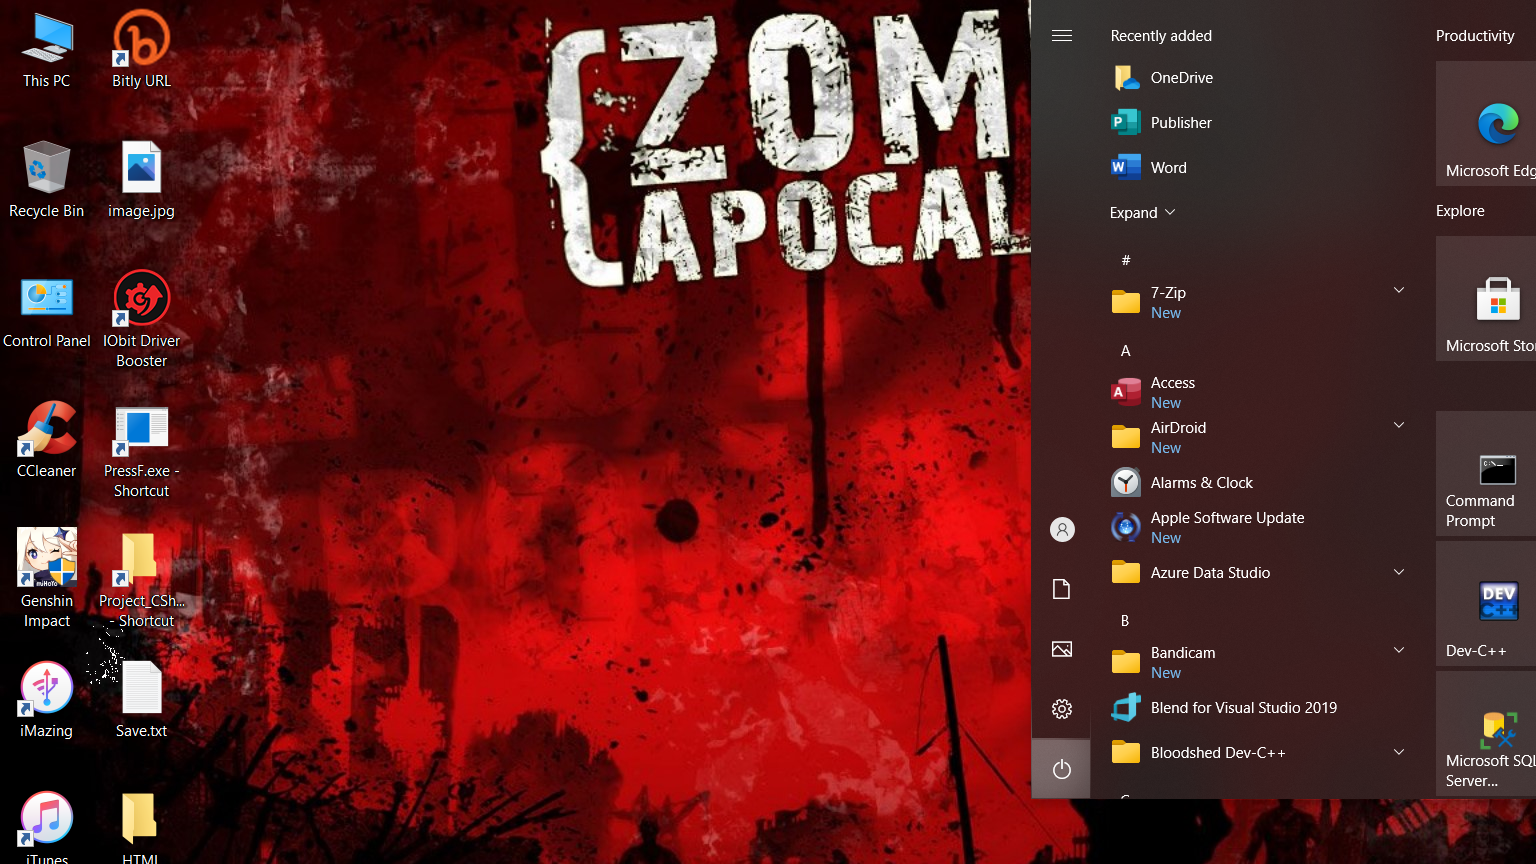 This PC
Bitly URL
Recycle Bin
image.jpg
Control Panel
IObit Driver
Booster
CCleaner
PressF.exe -
Shortcut
miHoYo
Genshin
Impact
Project_CSh...
- Shortcut
iMazing
Save.txt
iTunes
HTML
ZOM
APOCAL
Recently added
OneDrive
Publisher
Word
Expand
#
7-Zip
New
A
Access
New
AirDroid
New
Alarms & Clock
Apple Software Update
New
Azure Data Studio
B
Bandicam
New
Blend for Visual Studio 2019
Bloodshed Dev-C++
C
Productivity
Microsoft Edg
Explore
Microsoft Sto
Command
Prompt
DEV
C++
Dev-C++
Microsoft SQL
Server...